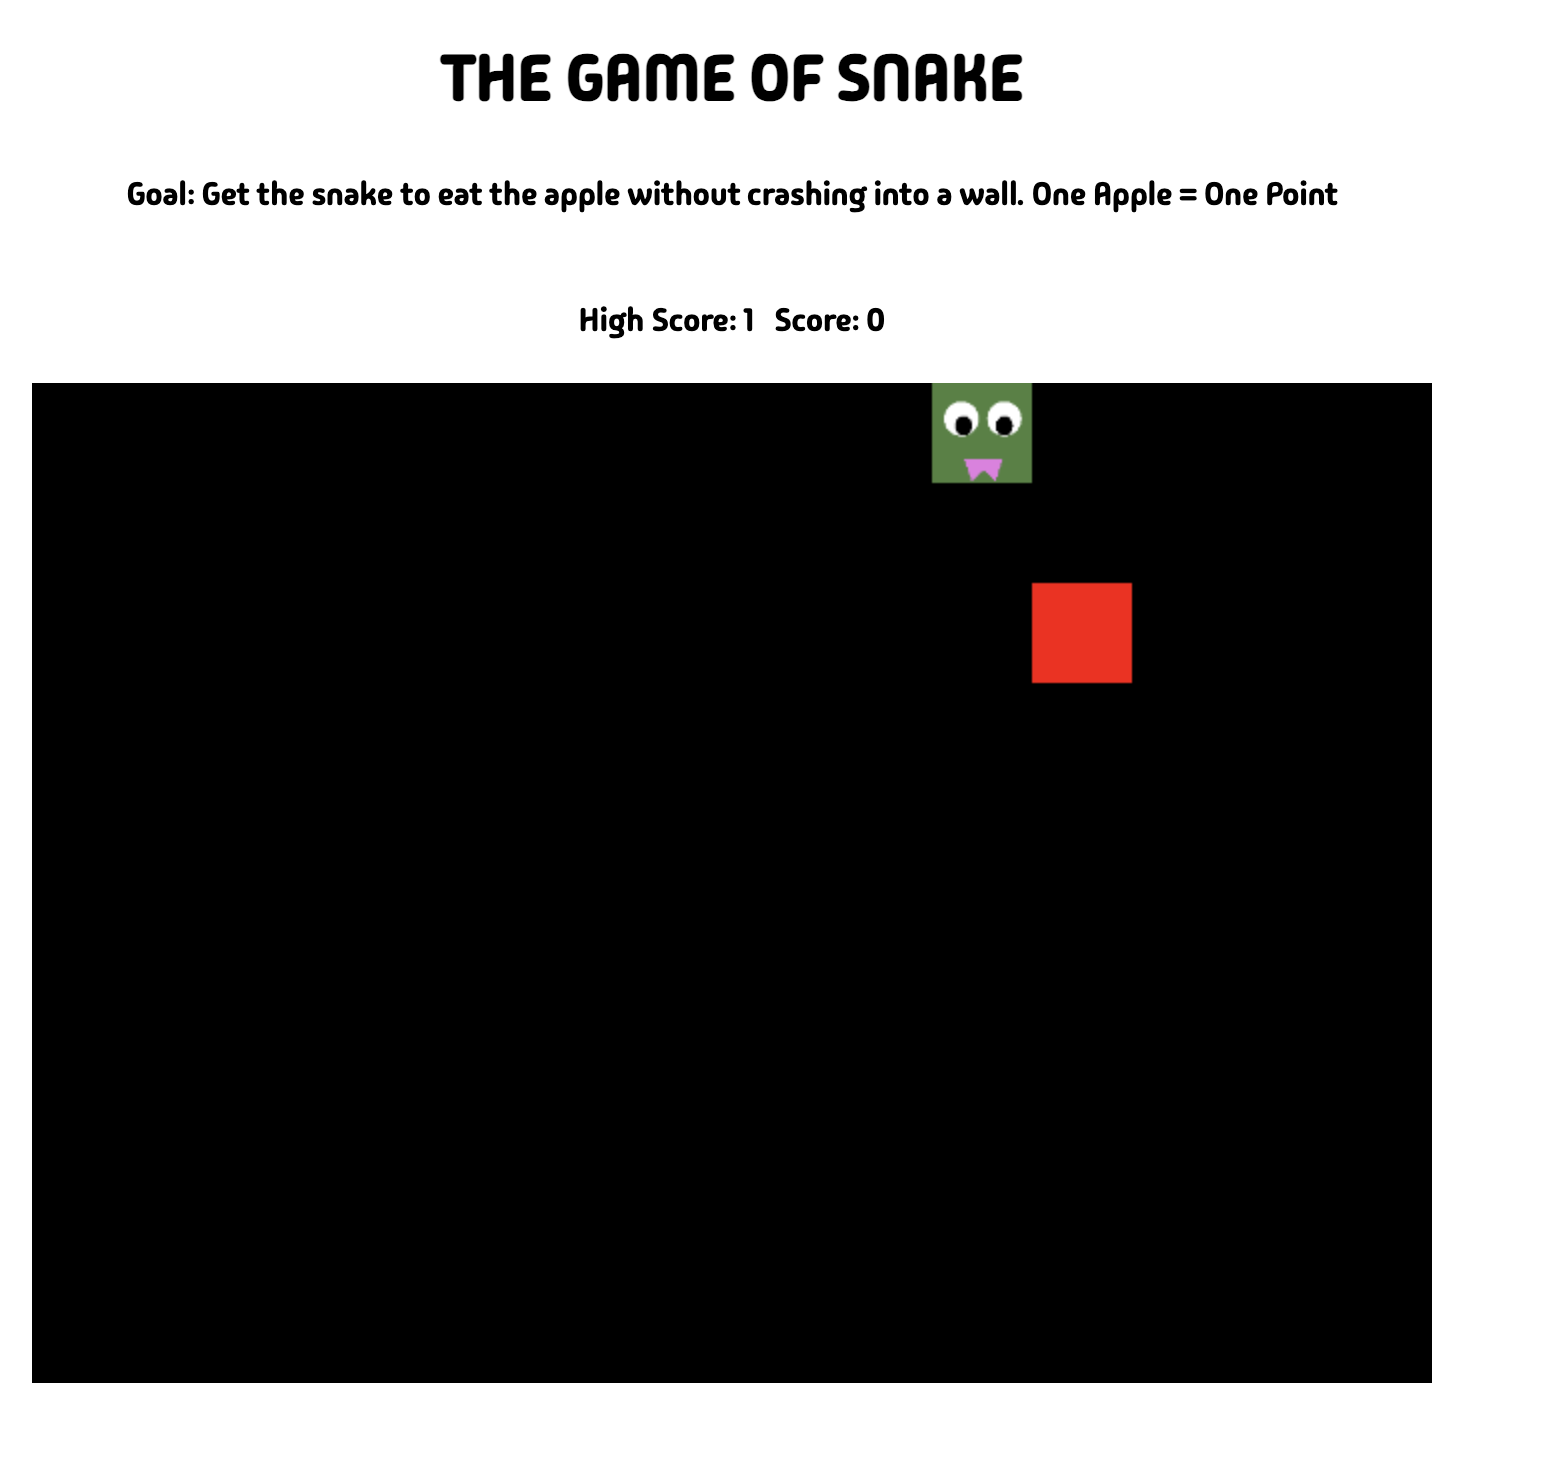 THE GAME OF SNAKE
Goal: Get the snake to eat the apple without crashing into a wall. One Apple = One Point
High Score: 1 Score: 0